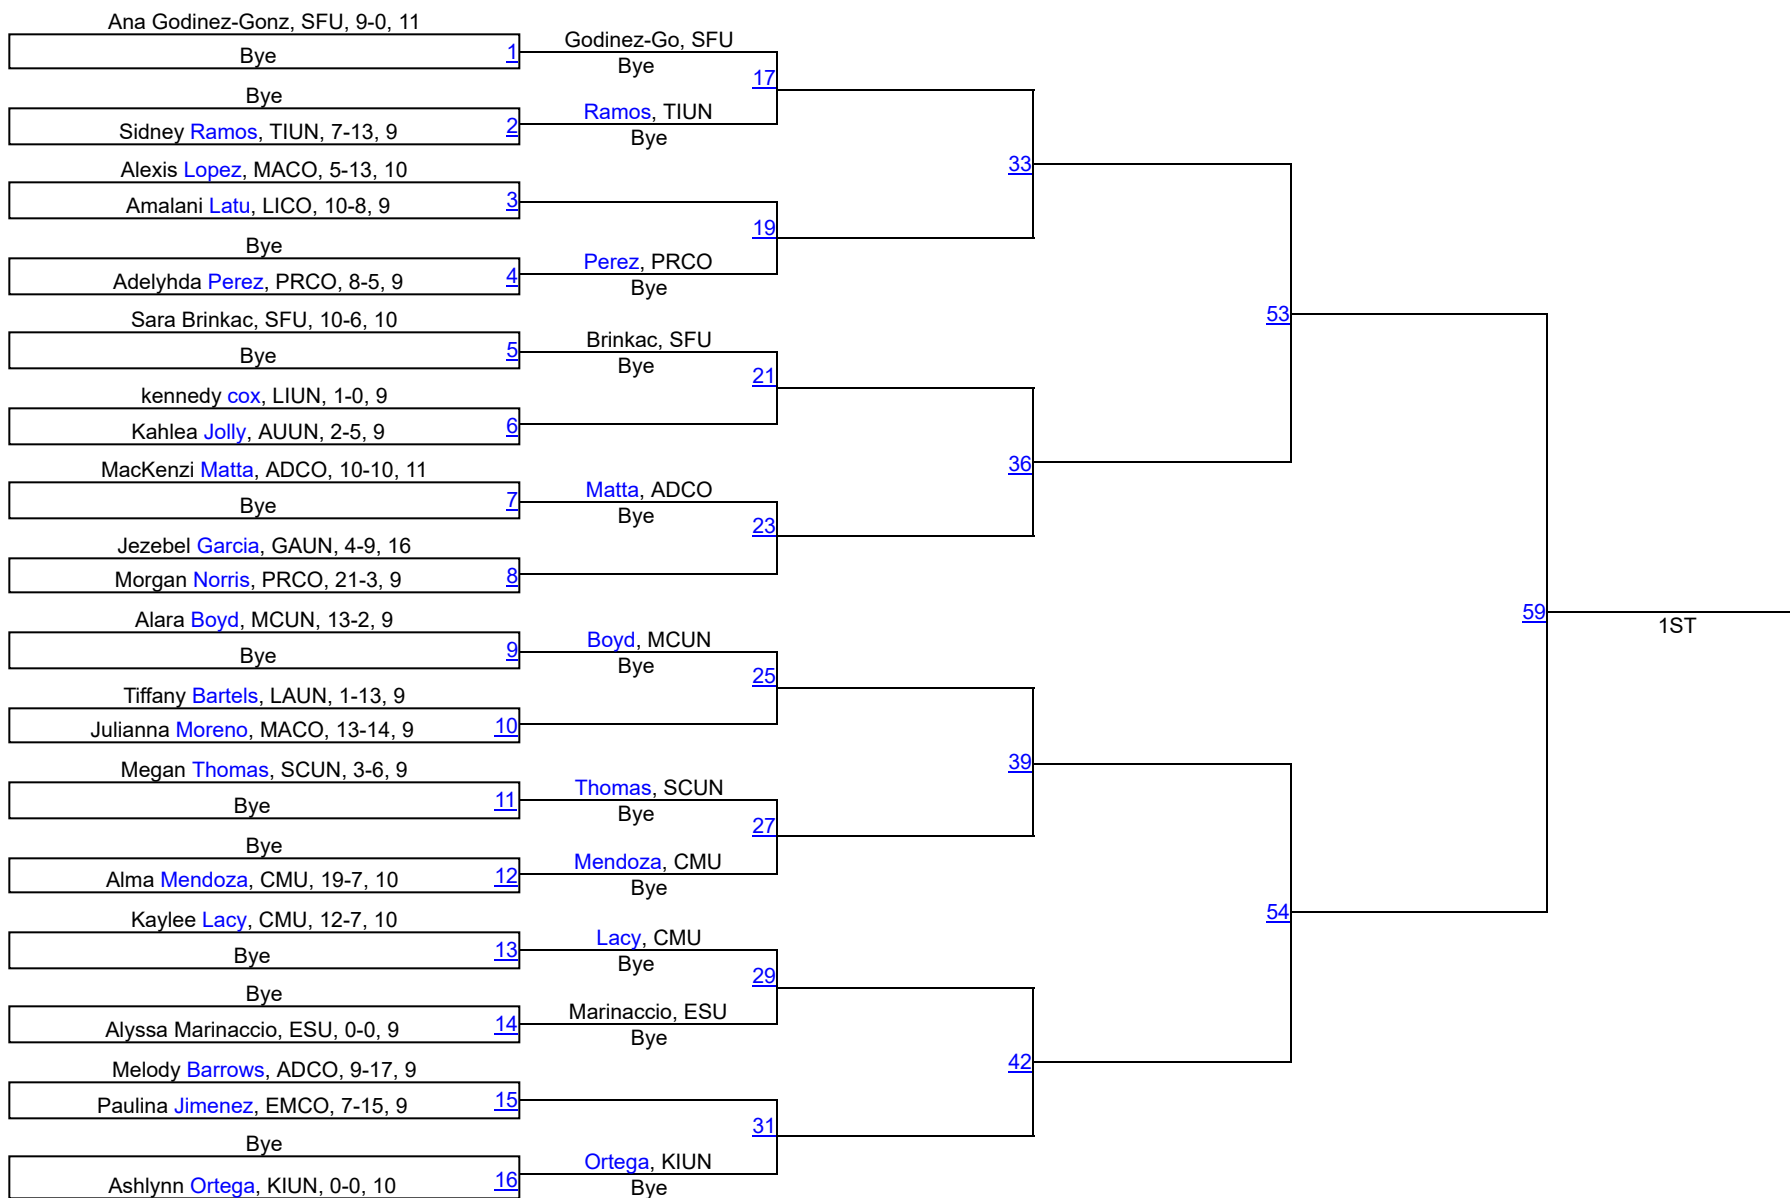 Ana Godinez-Gonz, SFU, 9-0, 11
Bye
1
Bye
Sidney Ramos, TIUN, 7-13, 9
2
Alexis Lopez, MACO, 5-13, 10
Amalani Latu, LICO, 10-8, 9
3
Bye
Adelyhda Perez, PRCO, 8-5, 9
4
Sara Brinkac, SFU, 10-6, 10
Bye
5
kennedy cox, LIUN, 1-0, 9
Kahlea Jolly, AUUN, 2-5, 9
6
MacKenzi Matta, ADCO, 10-10, 11
Bye
7
Jezebel Garcia, GAUN, 4-9, 16
Morgan Norris, PRCO, 21-3, 9
8
Alara Boyd, MCUN, 13-2, 9
Bye
9
Tiffany Bartels, LAUN, 1-13, 9
Julianna Moreno, MACO, 13-14, 9
10
Megan Thomas, SCUN, 3-6, 9
Bye
11
Bye
Alma Mendoza, CMU, 19-7, 10
12
Kaylee Lacy, CMU, 12-7, 10
Bye
13
Bye
Alyssa Marinaccio, ESU, 0-0, 9
14
Melody Barrows, ADCO, 9-17, 9
Paulina Jimenez, EMCO, 7-15, 9
15
Bye
Ashlynn Ortega, KIUN, 0-0, 10
16
Godinez-Go, SFU
Bye
17
Ramos, TIUN
Bye
19
Perez, PRCO
Bye
Brinkac, SFU
Bye
21
Matta, ADCO
Bye
23
Boyd, MCUN
Bye
25
Thomas, SCUN
Bye
27
Mendoza, CMU
Bye
Lacy, CMU
Bye
29
Marinaccio, ESU
Bye
31
Ortega, KIUN
Bye
33
36
39
42
53
54
59
1ST